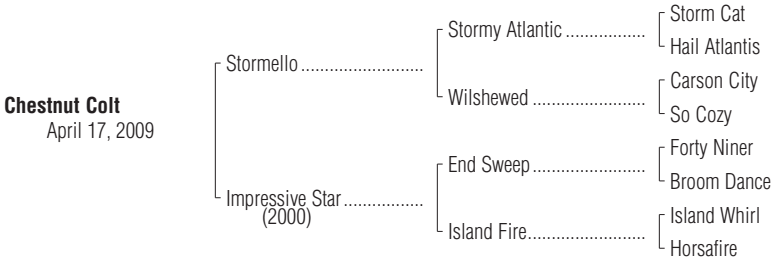 Chestnut Colt
April 17, 2009
Stormello
Impressive Star
(2000)
Stormy Atlantic
Wilshewed
End Sweep
Island Fire
Storm Cat
Hail Atlantis
Carson City
So Cozy
Forty Niner
Broom Dance
Island Whirl
Horsafire